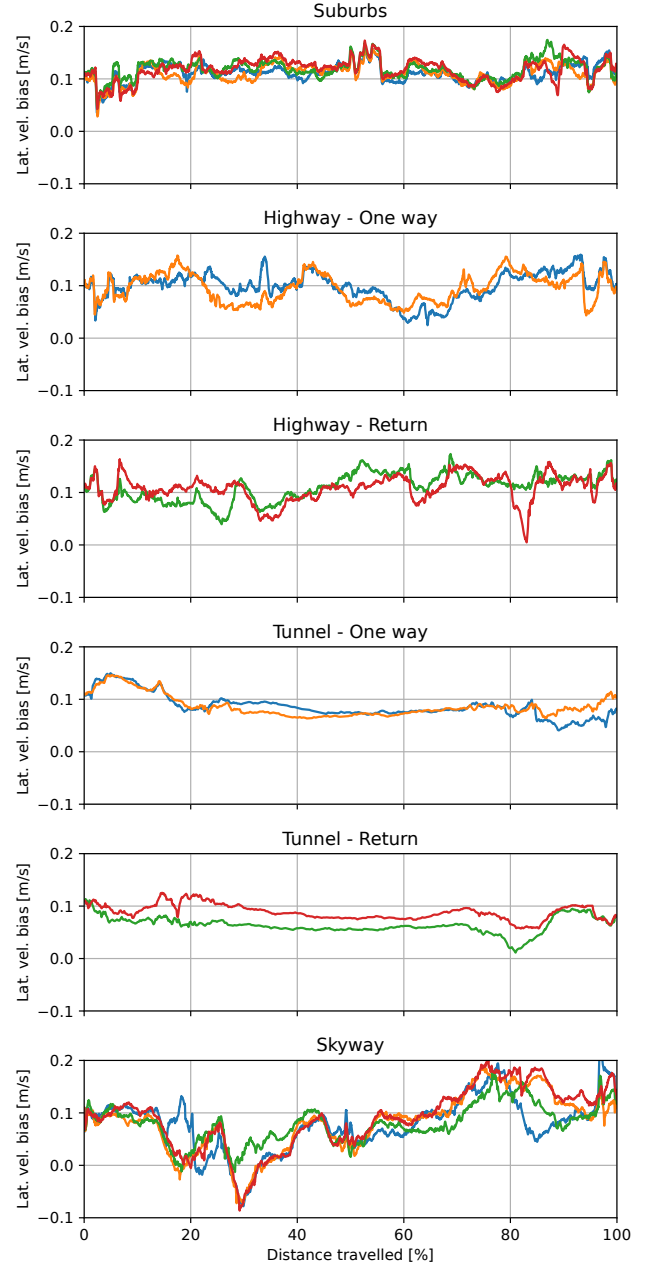 Suburbs
Lat. vel. bias [m/s]
0.2
0.1
0.0
−0.1
Highway - One way
Lat. vel. bias [m/s]
0.2
0.1
0.0
−0.1
Highway - Return
Lat. vel. bias [m/s]
0.2
0.1
0.0
−0.1
Tunnel - One way
Lat. vel. bias [m/s]
0.2
0.1
0.0
−0.1
Tunnel - Return
Lat. vel. bias [m/s]
0.2
0.1
0.0
−0.1
Skyway
Lat. vel. bias [m/s]
0.2
0.1
0.0
−0.1
0 20 40 60 80 100
Distance travelled [%]